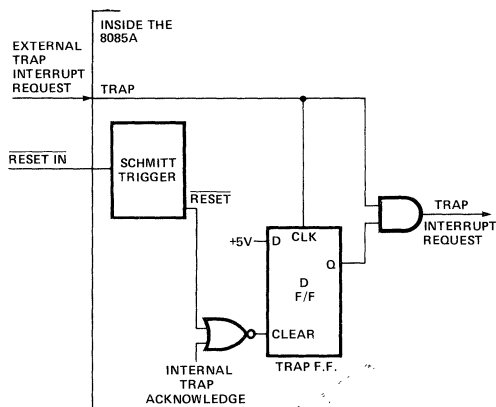 INSIDE THE
8085A
EXTERNAL
TRAP
INTERRUPT
REQUEST
TRAP
RESET IN
SCHMITT
TRIGGER
RESET
+5V
D
CLK
Q
D
F/F
CLEAR
TRAP F.F.
TRAP
INTERRUPT
REQUEST
INTERNAL
TRAP
ACKNOWLEDGE